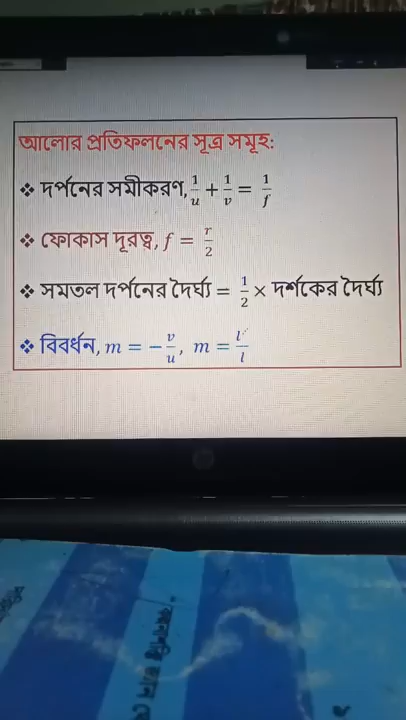 আলোর প্রতিফলনের সূত্র সমূহ:
❖ দর্পনের সমীকরণ, 1/u + 1/v = 1/f
❖ ফোকাস দূরত্ব, f = r/2
❖ সমতল দর্পনের দৈর্ঘ্য = 1/2 × দর্শকের দৈর্ঘ্য
❖ বিবর্ধন, m = − v/u, m = l'/l